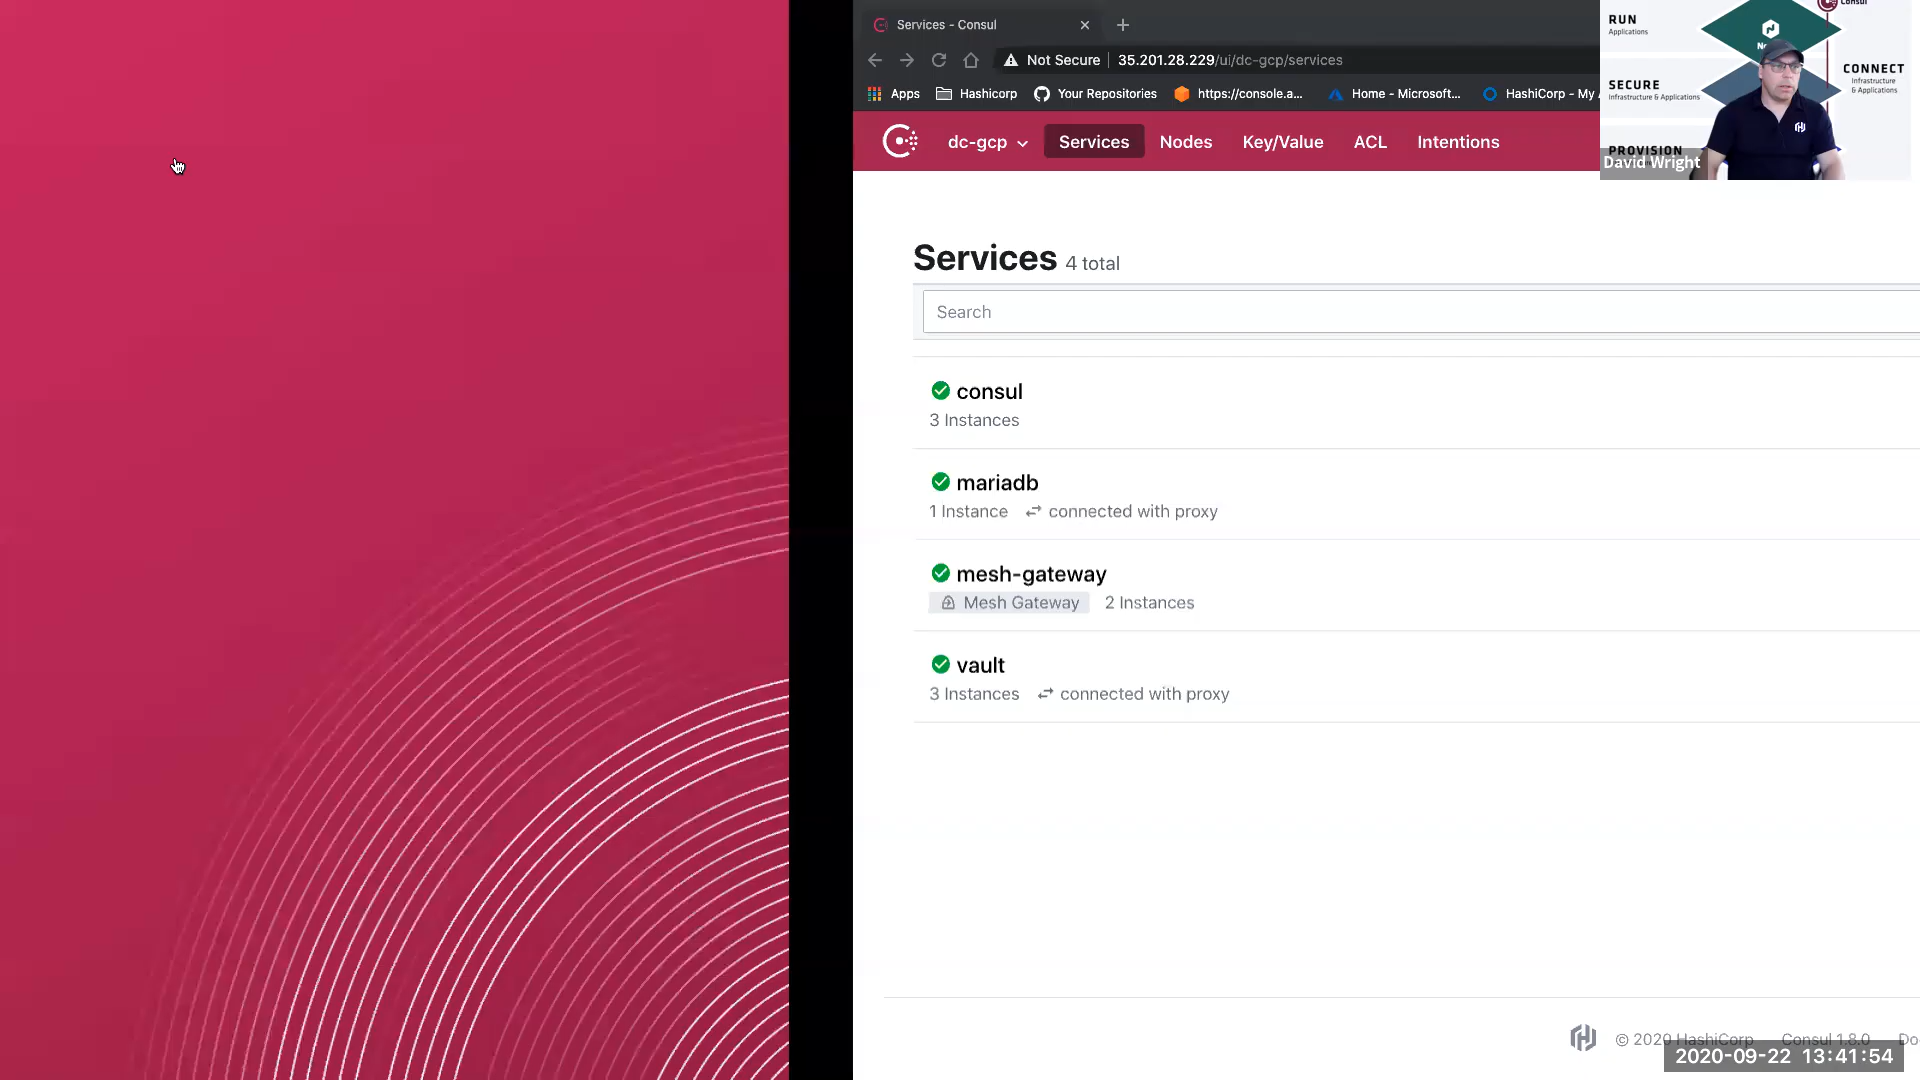 Services - Consul
Not Secure
35.201.28.229/ui/dc-gcp/services
Apps
Hashicorp
Your Repositories
https://console.a...
Home - Microsoft...
HashiCorp - My
dc-gcp
Services
Nodes
Key/Value
ACL
Intentions
RUN
Applications
SECURE
Infrastructure & Applications
PROVISION
Consul
CONNECT
Infrastructure
& Applications
David Wright
Services 4 total
Search
consul
3 Instances
mariadb
1 Instance connected with proxy
mesh-gateway
Mesh Gateway 2 Instances
vault
3 Instances connected with proxy
© 2020 HashiCorp Consul 1.8.0
2020-09-22 13:41:54